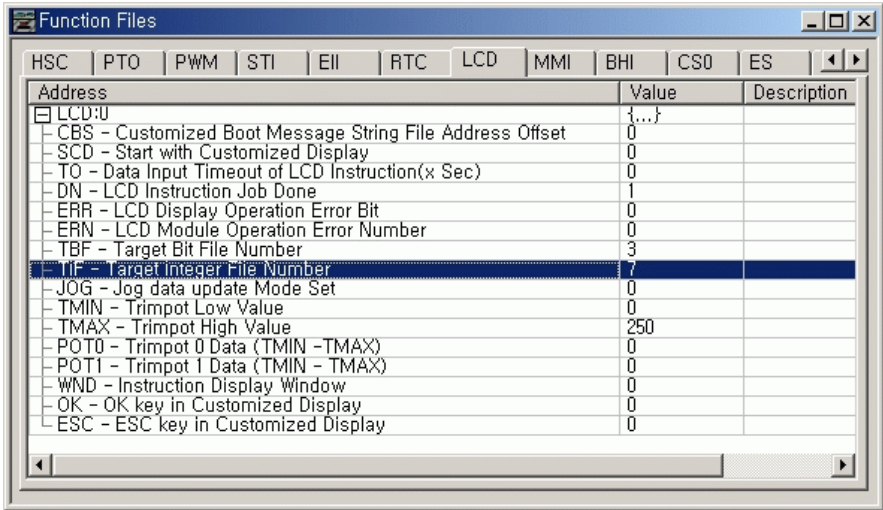 Function Files
HSC PTO PWM STI EII RTC LCD MMI BHI CS0 ES
Address Value Description
LCD:0 {...}
CBS - Customized Boot Message String File Address Offset 0
SCD - Start with Customized Display 0
TO - Data Input Timeout of LCD Instruction(x Sec) 0
DN - LCD Instruction Job Done 1
ERR - LCD Display Operation Error Bit 0
ERN - LCD Module Operation Error Number 0
TBF - Target Bit File Number 3
TIF - Target Integer File Number 7
JOG - Jog data update Mode Set 0
TMIN - Trimpot Low Value 0
TMAX - Trimpot High Value 250
POT0 - Trimpot 0 Data (TMIN -TMAX) 0
POT1 - Trimpot 1 Data (TMIN - TMAX) 0
WND - Instruction Display Window 0
OK - OK key in Customized Display 0
ESC - ESC key in Customized Display 0